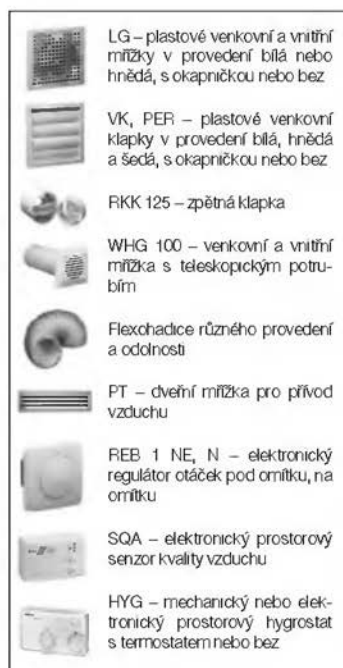 LG – plastové venkovní a vnitřní
mřížky v provedení bílá nebo
hnědá, s okapničkou nebo bez
VK, PER – plastové venkovní
klapky v provedení bílá, hnědá
a šedá, s okapničkou nebo bez
RKK 125 – zpětná klapka
WHG 100 – venkovní a vnitřní
mřížka s teleskopickým potru-
bím
Flexohadice různého provedení
a odolnosti
PT – dveřní mřížka pro přívod
vzduchu
REB 1 NE, N – elektronický
regulátor otáček pod omítku, na
omítku
SQA – elektronický prostorový
senzor kvality vzduchu
HYG – mechanický nebo elek-
tronický prostorový hygrostat
s termostatem nebo bez